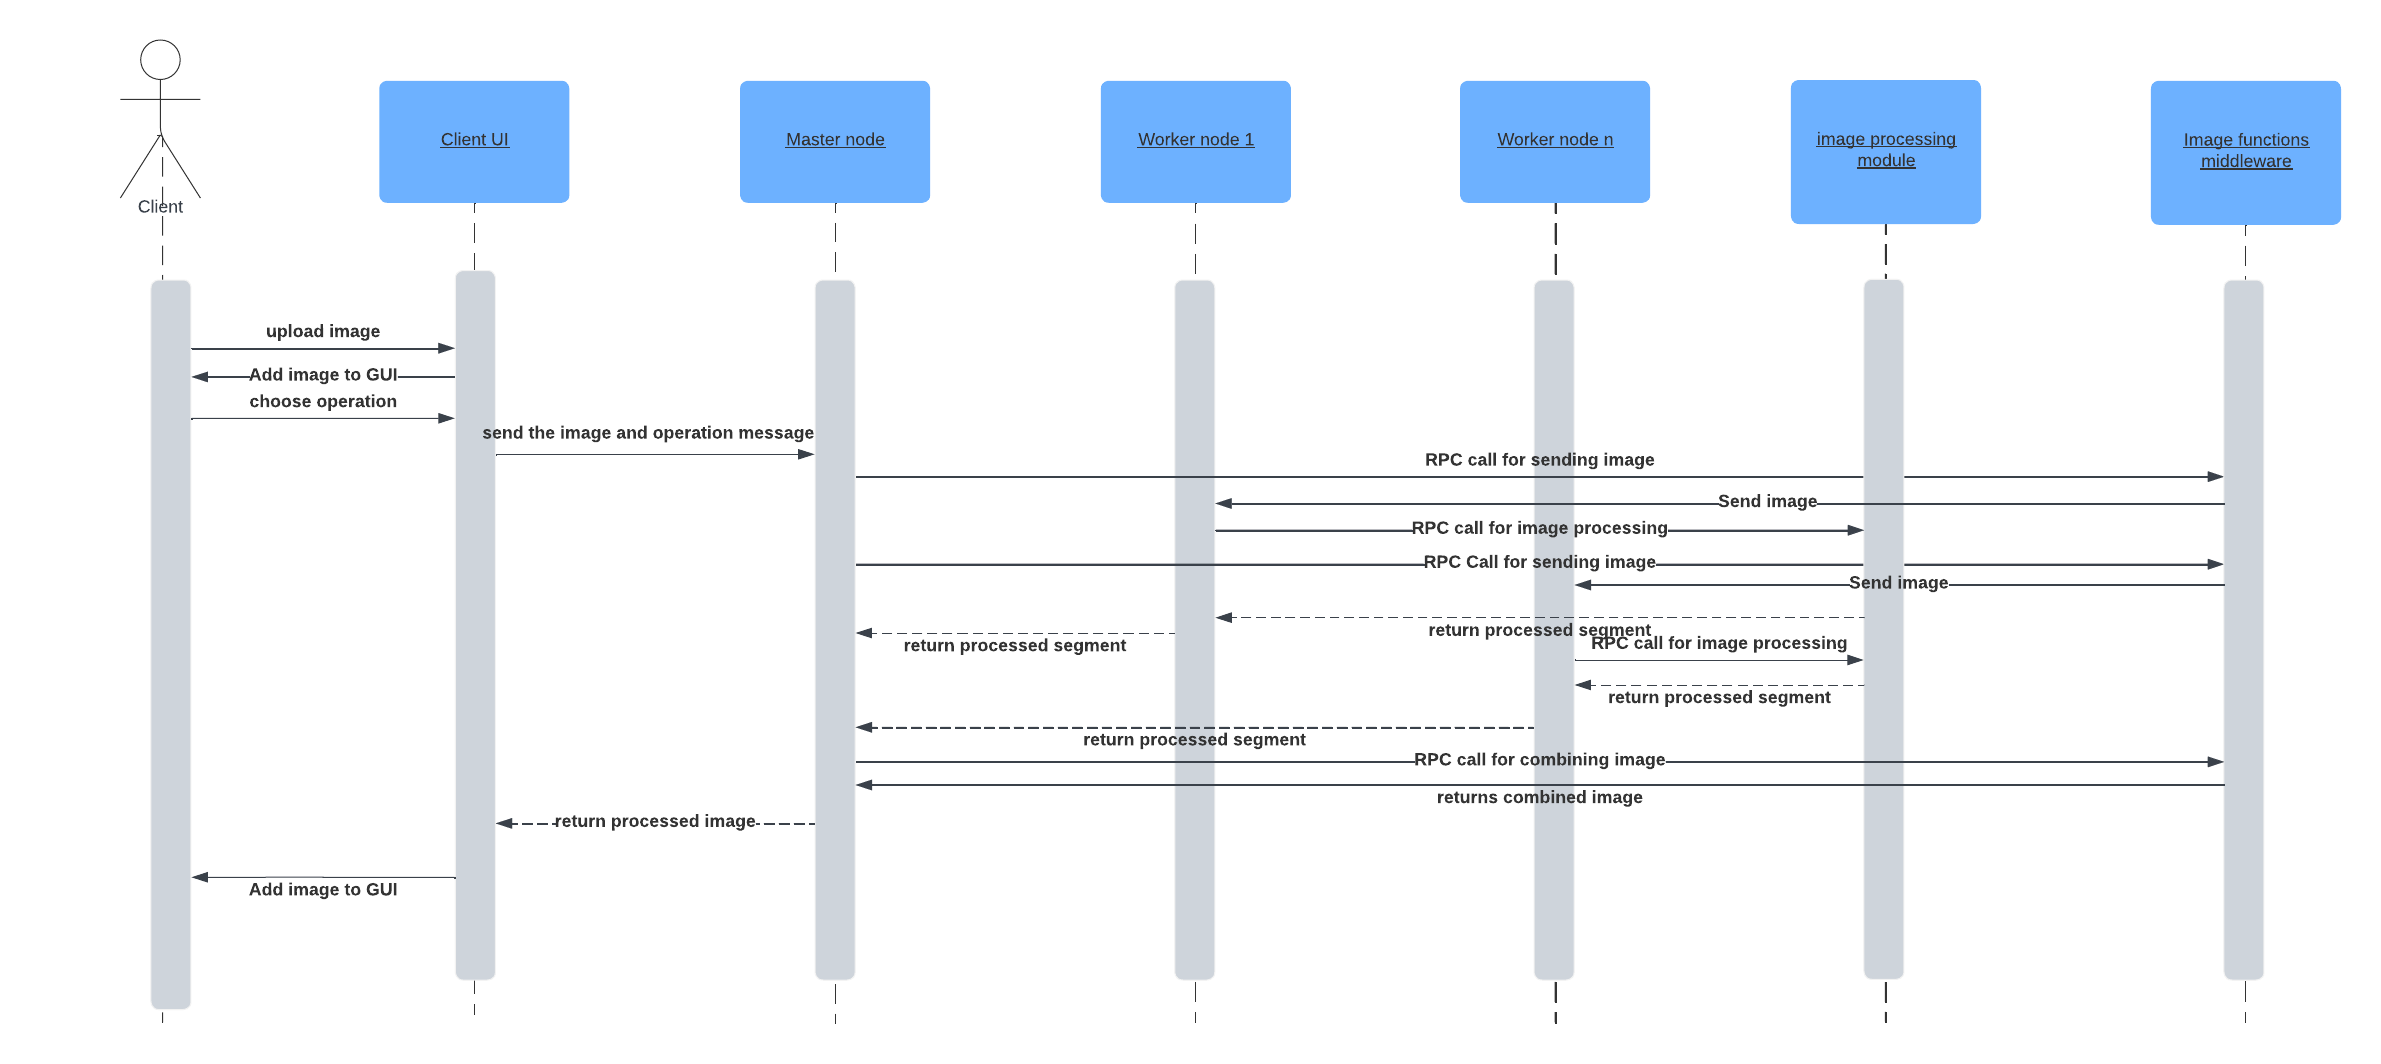 Client
Client UI
Master node
Worker node 1
Worker node n
image processing
module
Image functions
middleware
upload image
Add image to GUI
choose operation
send the image and operation message
RPC call for sending image
Send image
RPC call for image processing
RPC Call for sending image
Send image
return processed segment
return processed segment
RPC call for image processing
return processed segment
return processed segment
RPC call for combining image
returns combined image
return processed image
Add image to GUI